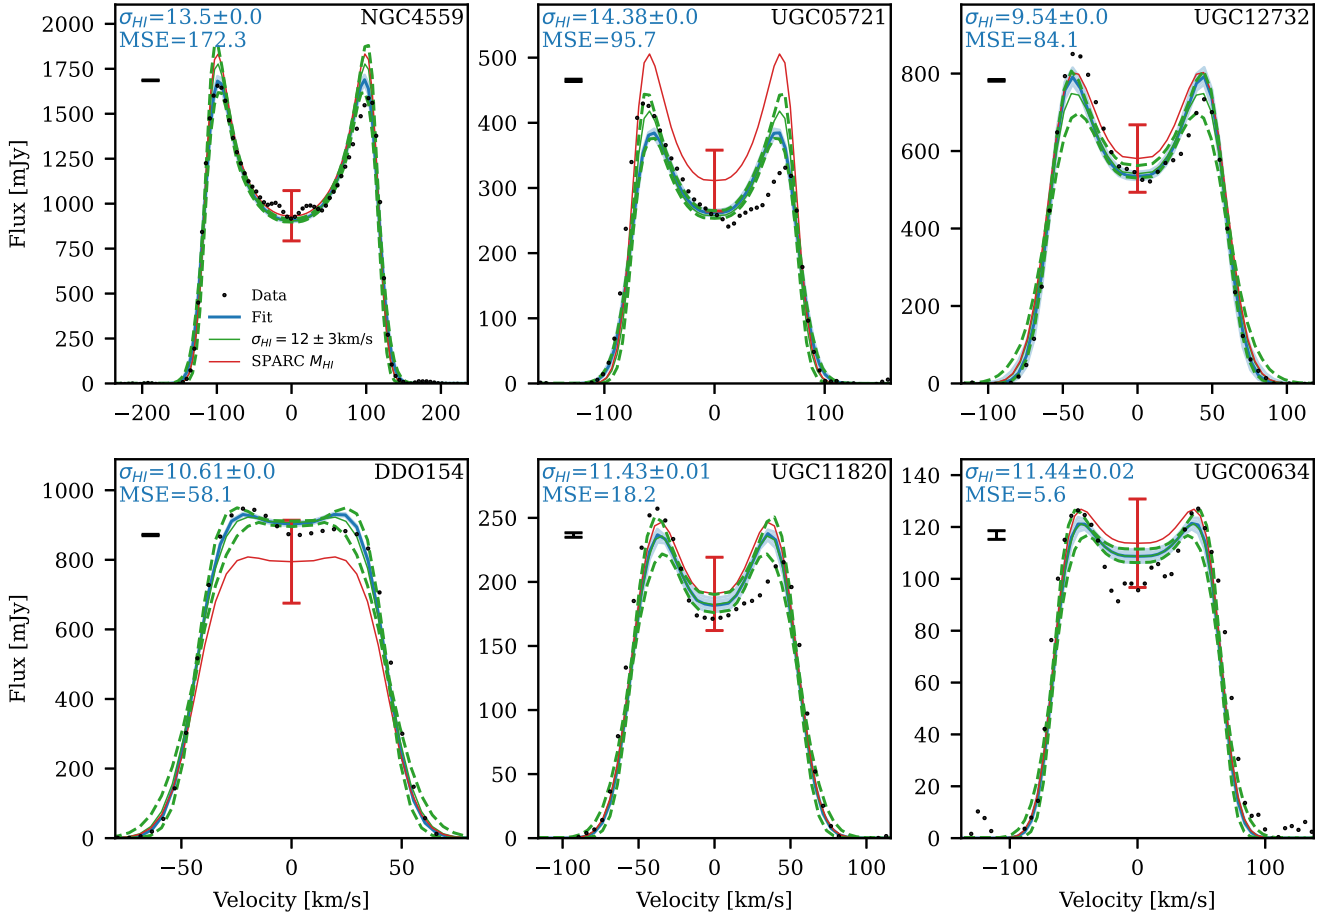 σHI=13.5±0.0 NGC4559
MSE=172.3
2000
1750
1500
1250
1000
750
500
250
0
Flux [mJy]
Data
Fit
σHI = 12 ± 3km/s
SPARC MHI
−200 −100 0 100 200
σHI=14.38±0.0 UGC05721
MSE=95.7
500
400
300
200
100
0
−100 0 100
σHI=9.54±0.0 UGC12732
MSE=84.1
800
600
400
200
0
−100 −50 0 50 100
σHI=10.61±0.0 DDO154
MSE=58.1
1000
800
600
400
200
0
Flux [mJy]
−50 0 50
Velocity [km/s]
σHI=11.43±0.01 UGC11820
MSE=18.2
250
200
150
100
50
0
−100 −50 0 50 100
Velocity [km/s]
σHI=11.44±0.02 UGC00634
MSE=5.6
140
120
100
80
60
40
20
0
−100 0 100
Velocity [km/s]